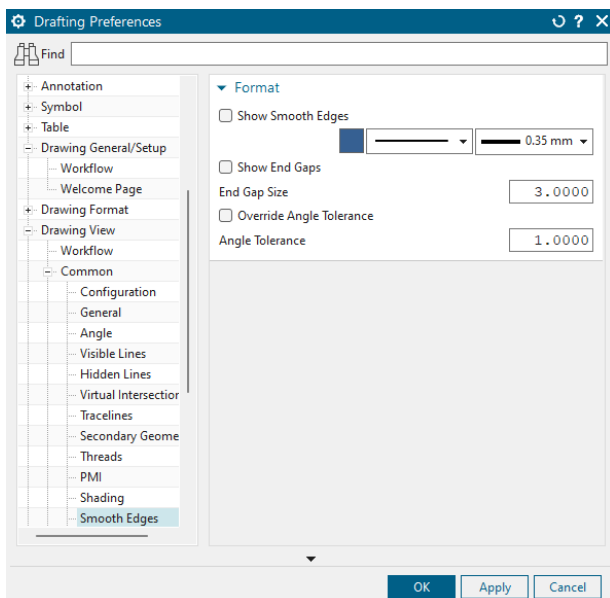 Drafting Preferences
Find
Annotation
Symbol
Table
Drawing General/Setup
Workflow
Welcome Page
Drawing Format
Drawing View
Workflow
Common
Configuration
General
Angle
Visible Lines
Hidden Lines
Virtual Intersection
Tracelines
Secondary Geome
Threads
PMI
Shading
Smooth Edges
Format
Show Smooth Edges
0.35 mm
Show End Gaps
End Gap Size 3.0000
Override Angle Tolerance
Angle Tolerance 1.0000
OK Apply Cancel